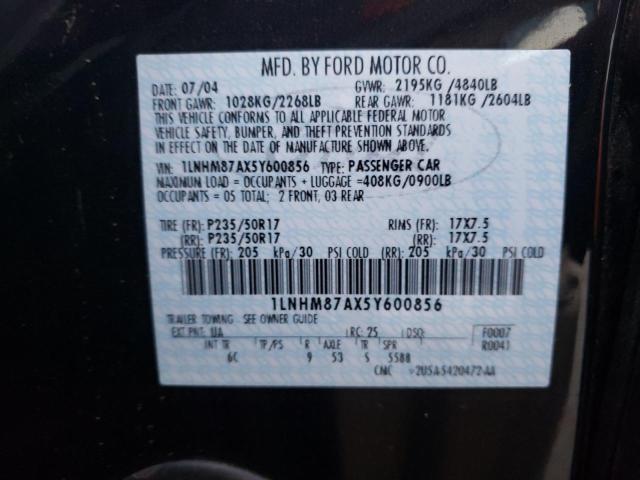 MFD. BY FORD MOTOR CO.
DATE: 07/04 GVWR: 2195KG /4840LB
FRONT GAWR: 1028KG/2268LB REAR GAWR: 1181KG/2604LB
THIS VEHICLE CONFORMS TO ALL APPLICABLE FEDERAL MOTOR
VEHICLE SAFETY, BUMPER, AND THEFT PREVENTION STANDARDS
IN EFFECT ON THE DATE OF MANUFACTURE SHOWN ABOVE.
VIN: 1LNHM87AX5Y600856 TYPE: PASSENGER CAR
MAXIMUM LOAD = OCCUPANTS + LUGGAGE = 408KG/0900LB
OCCUPANTS = 05 TOTAL: 2 FRONT, 03 REAR
TIRE (FR): P235/50R17 RIMS (FR): 17X7.5
(RR): P235/50R17 (RR): 17X7.5
PRESSURE (FR): 205 kPa/30 PSI COLD (RR): 205 kPa/30 PSI COLD
1LNHM87AX5Y600856
TRAILER TOWING: SEE OWNER GUIDE
EXT PNT: UA RC: 25 DSO: F0007
INT TR TP/PS R AXLE TR SPR R0041
6C 9 53 S 5588
CMC *2U5A-5420472-AA